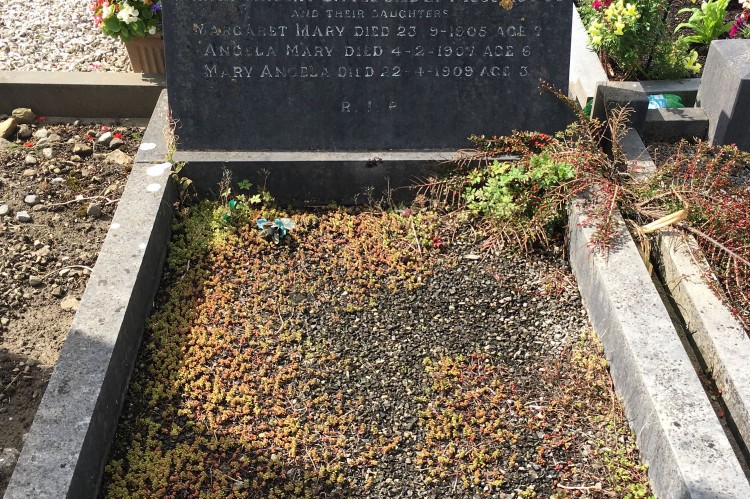 AND THEIR DAUGHTERS
MARGARET MARY DIED 23-9-1905 AGE 7
ANGELA MARY DIED 4-2-1907 AGE 6
MARY ANGELA DIED 22-4-1909 AGE 3
R.I.P.